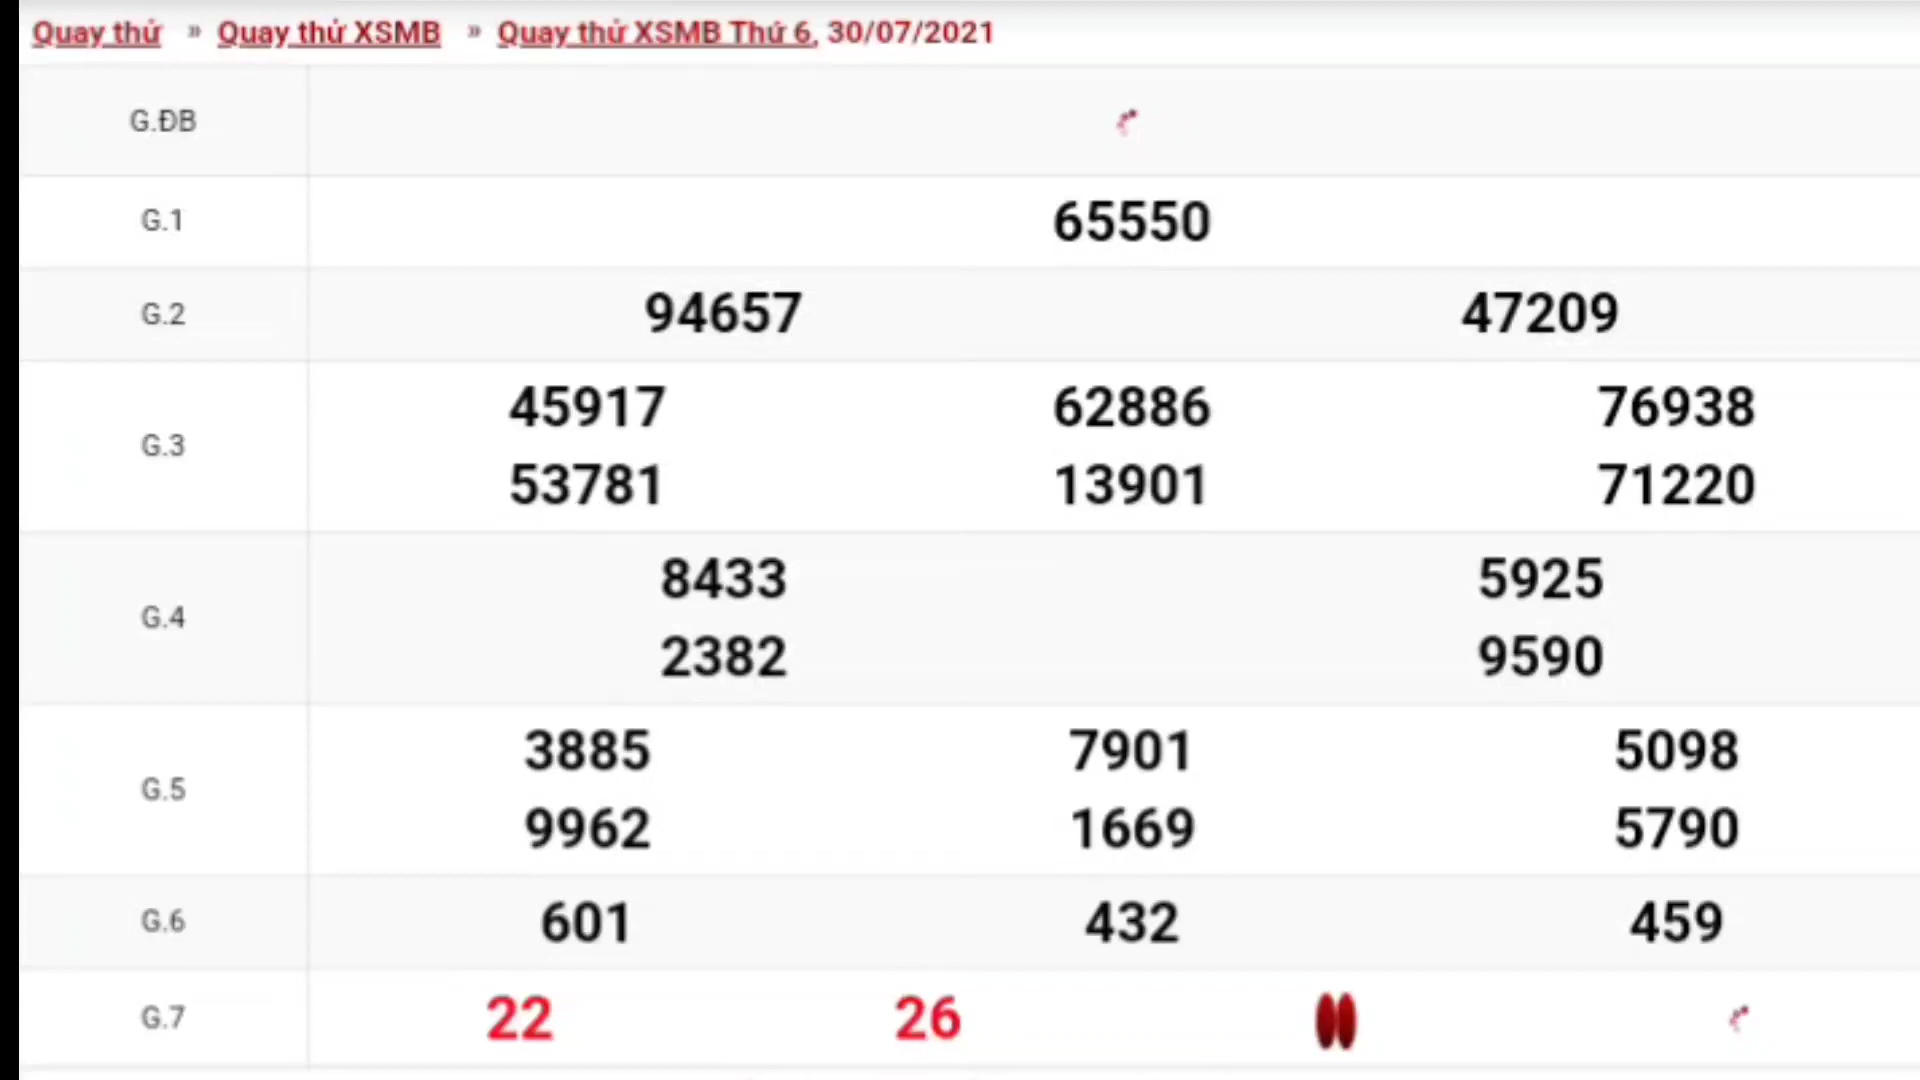 Quay thử » Quay thử XSMB » Quay thử XSMB Thứ 6, 30/07/2021
G.ĐB
G.1 65550
G.2 94657 47209
G.3 45917 62886 76938
53781 13901 71220
G.4 8433 5925
2382 9590
G.5 3885 7901 5098
9962 1669 5790
G.6 601 432 459
G.7 22 26